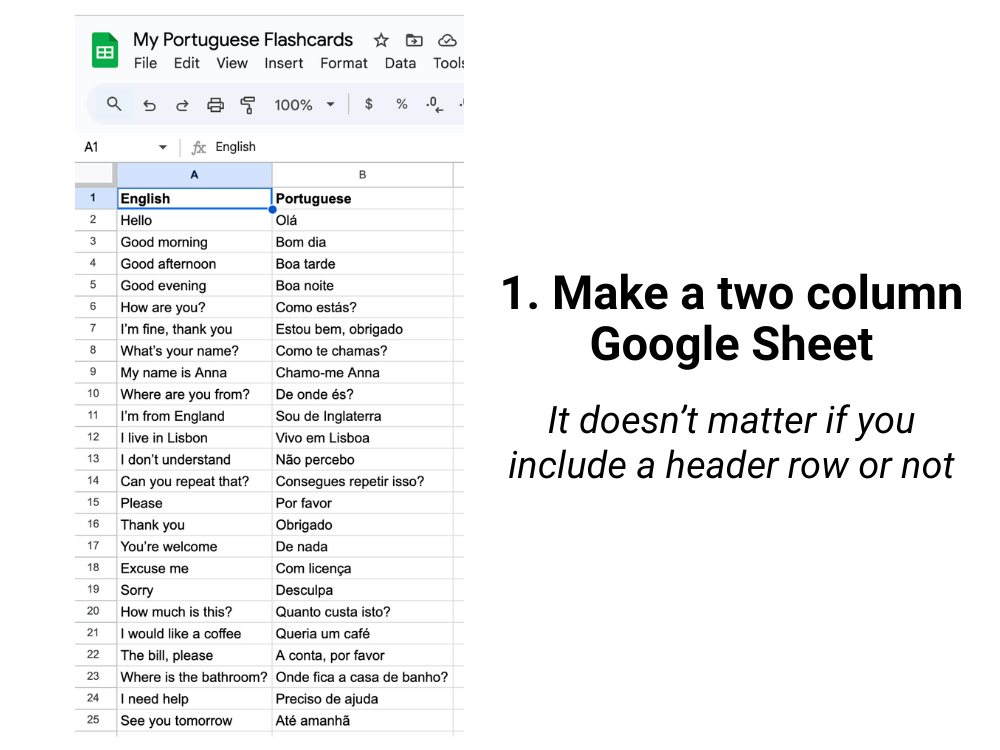 My Portuguese Flashcards
File Edit View Insert Format Data Tools
100% $ % .0
A1 fx English
A B
1 English Portuguese
2 Hello Olá
3 Good morning Bom dia
4 Good afternoon Boa tarde
5 Good evening Boa noite
6 How are you? Como estás?
7 I'm fine, thank you Estou bem, obrigado
8 What's your name? Como te chamas?
9 My name is Anna Chamo-me Anna
10 Where are you from? De onde és?
11 I'm from England Sou de Inglaterra
12 I live in Lisbon Vivo em Lisboa
13 I don't understand Não percebo
14 Can you repeat that? Consegues repetir isso?
15 Please Por favor
16 Thank you Obrigado
17 You're welcome De nada
18 Excuse me Com licença
19 Sorry Desculpa
20 How much is this? Quanto custa isto?
21 I would like a coffee Queria um café
22 The bill, please A conta, por favor
23 Where is the bathroom? Onde fica a casa de banho?
24 I need help Preciso de ajuda
25 See you tomorrow Até amanhã
1. Make a two column
Google Sheet
It doesn't matter if you
include a header row or not